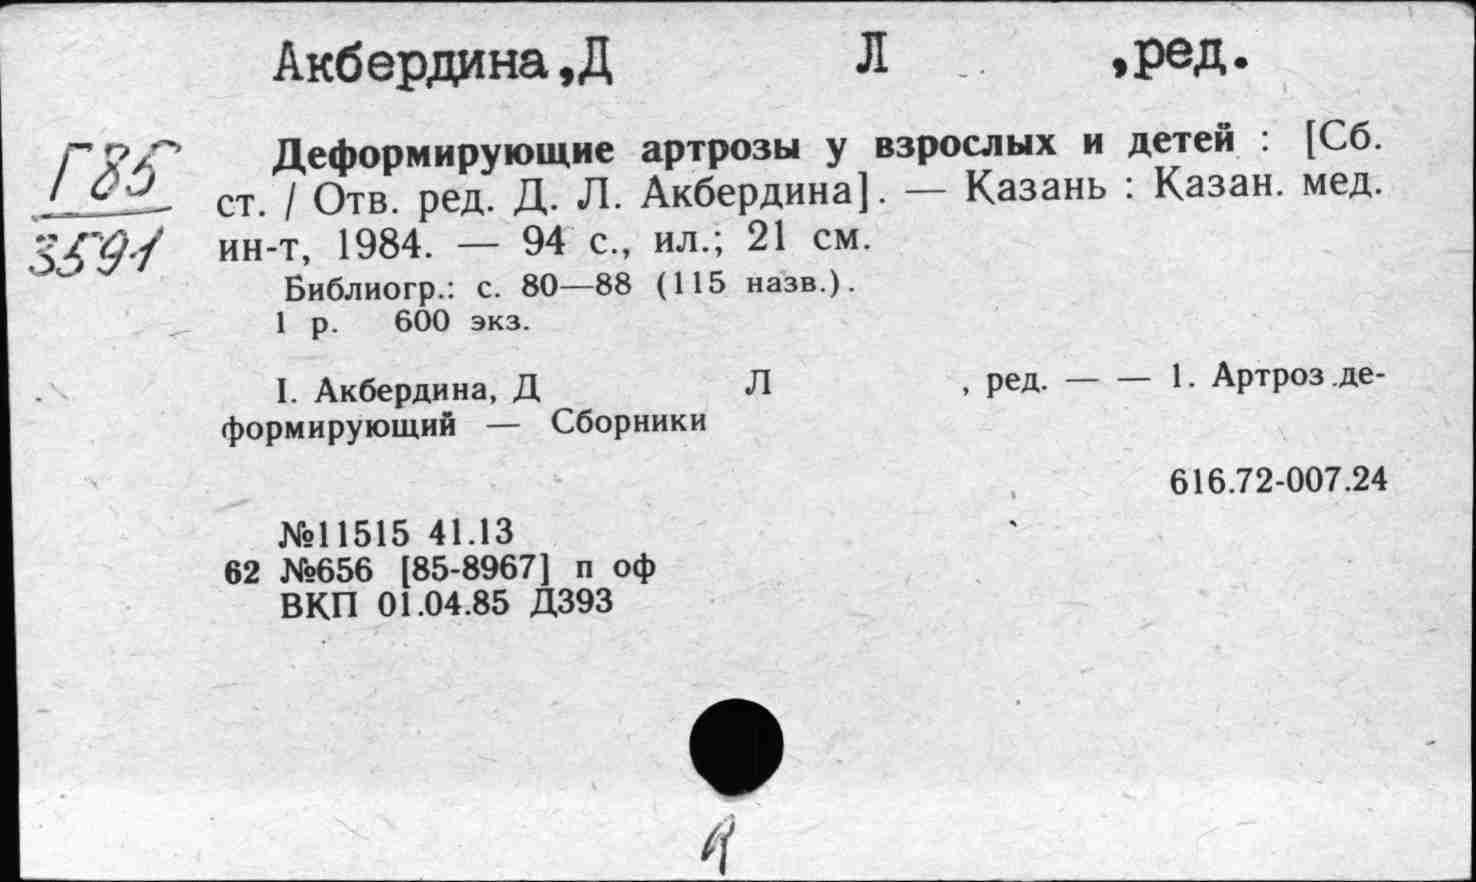 Акбердина,Д Л ,ред.
Г85
3591
Деформирующие артрозы у взрослых и детей : [Сб.
ст. / Отв. ред. Д. Л. Акбердина]. — Казань : Казан. мед.
ин-т, 1984. — 94 с., ил.; 21 см.
Библиогр.: с. 80—88 (115 назв.).
1 р. 600 экз.
I. Акбердина, Д Л , ред. — — 1. Артроз де-
формирующий — Сборники
616.72-007.24
№11515 41.13
62 №656 [85-8967] п оф
ВКП 01.04.85 Д393